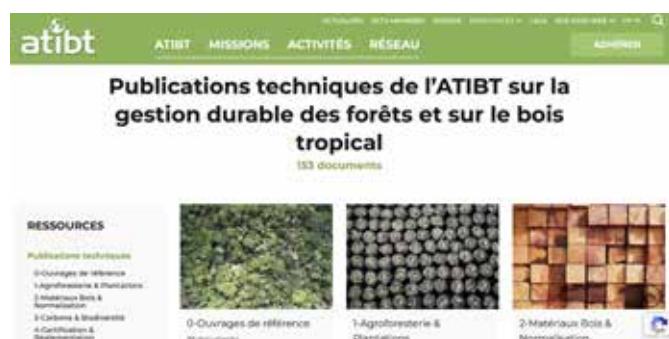 atibt
ATIBT MISSIONS ACTIVITÉS RÉSEAU
ADHÉRER
Publications techniques de l'ATIBT sur la
gestion durable des forêts et sur le bois
tropical
153 documents
RESSOURCES
Publications techniques
0-Ouvrages de référence
1-Agroforesterie & Plantations
2-Matériaux Bois &
Normalisation
3-Carbone & Biodiversité
4-Certification &
Réglementation
0-Ouvrages de référence
1-Agroforesterie &
Plantations
2-Matériaux Bois &
Normalisation